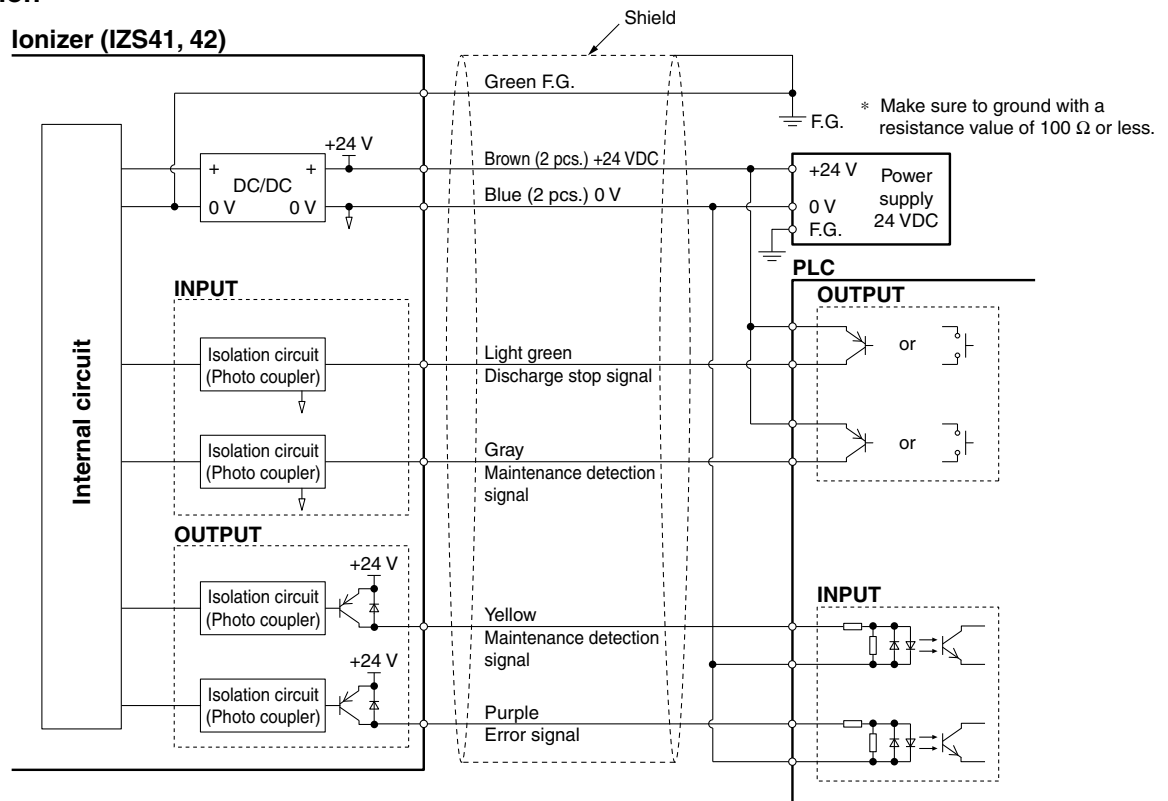 Ionizer (IZS41, 42)
Shield
Green F.G.
F.G.
* Make sure to ground with a
resistance value of 100 Ω or less.
+24 V
Brown (2 pcs.) +24 VDC
Blue (2 pcs.) 0 V
+ +
DC/DC
0 V 0 V
+24 V
0 V
F.G.
Power
supply
24 VDC
PLC
OUTPUT
or
or
INPUT
Isolation circuit
(Photo coupler)
Light green
Discharge stop signal
Isolation circuit
(Photo coupler)
Gray
Maintenance detection
signal
Internal circuit
OUTPUT
+24 V
Isolation circuit
(Photo coupler)
Yellow
Maintenance detection
signal
+24 V
Isolation circuit
(Photo coupler)
Purple
Error signal
INPUT